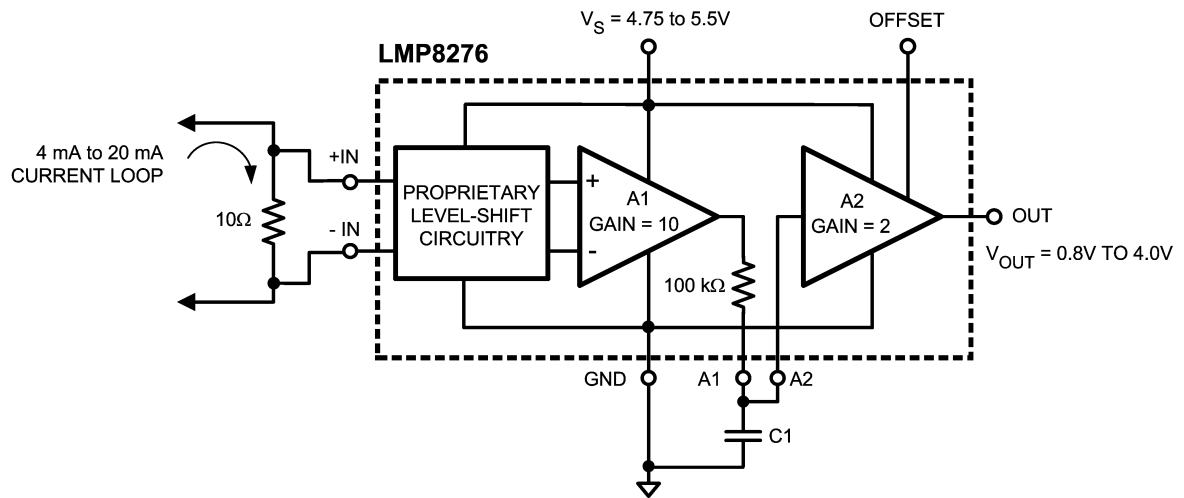 V_S = 4.75 to 5.5V
OFFSET
LMP8276
4 mA to 20 mA
CURRENT LOOP
+IN
10Ω
- IN
PROPRIETARY
LEVEL-SHIFT
CIRCUITRY
+
-
A1
GAIN = 10
100 kΩ
A2
GAIN = 2
OUT
V_OUT = 0.8V TO 4.0V
GND
A1
A2
C1